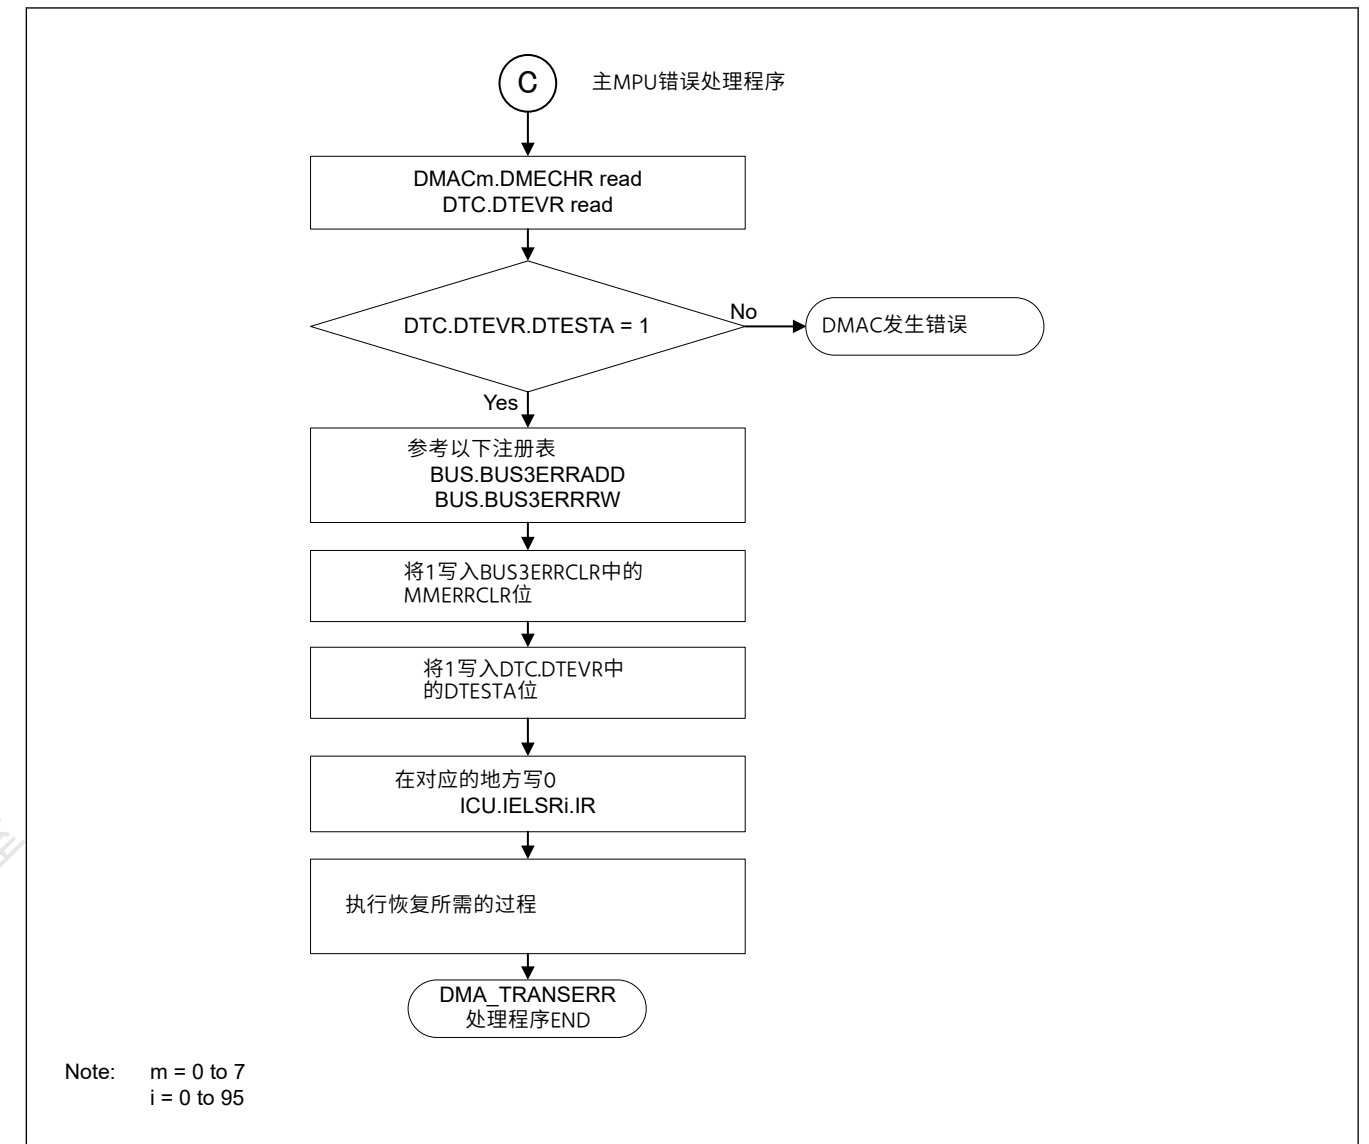 C
主MPU错误处理程序
DMACm.DMECHR read
DTC.DTEVR read
DTC.DTEVR.DTESTA = 1
No
DMAC发生错误
Yes
参考以下注册表
BUS.BUS3ERRADD
BUS.BUS3ERRRW
将1写入BUS3ERRCLR中的
MMERRCLR位
将1写入DTC.DTEVR中
的DTESTA位
在对应的地方写0
ICU.IELSRi.IR
执行恢复所需的过程
DMA_TRANSERR
处理程序END
Note: m = 0 to 7
i = 0 to 95